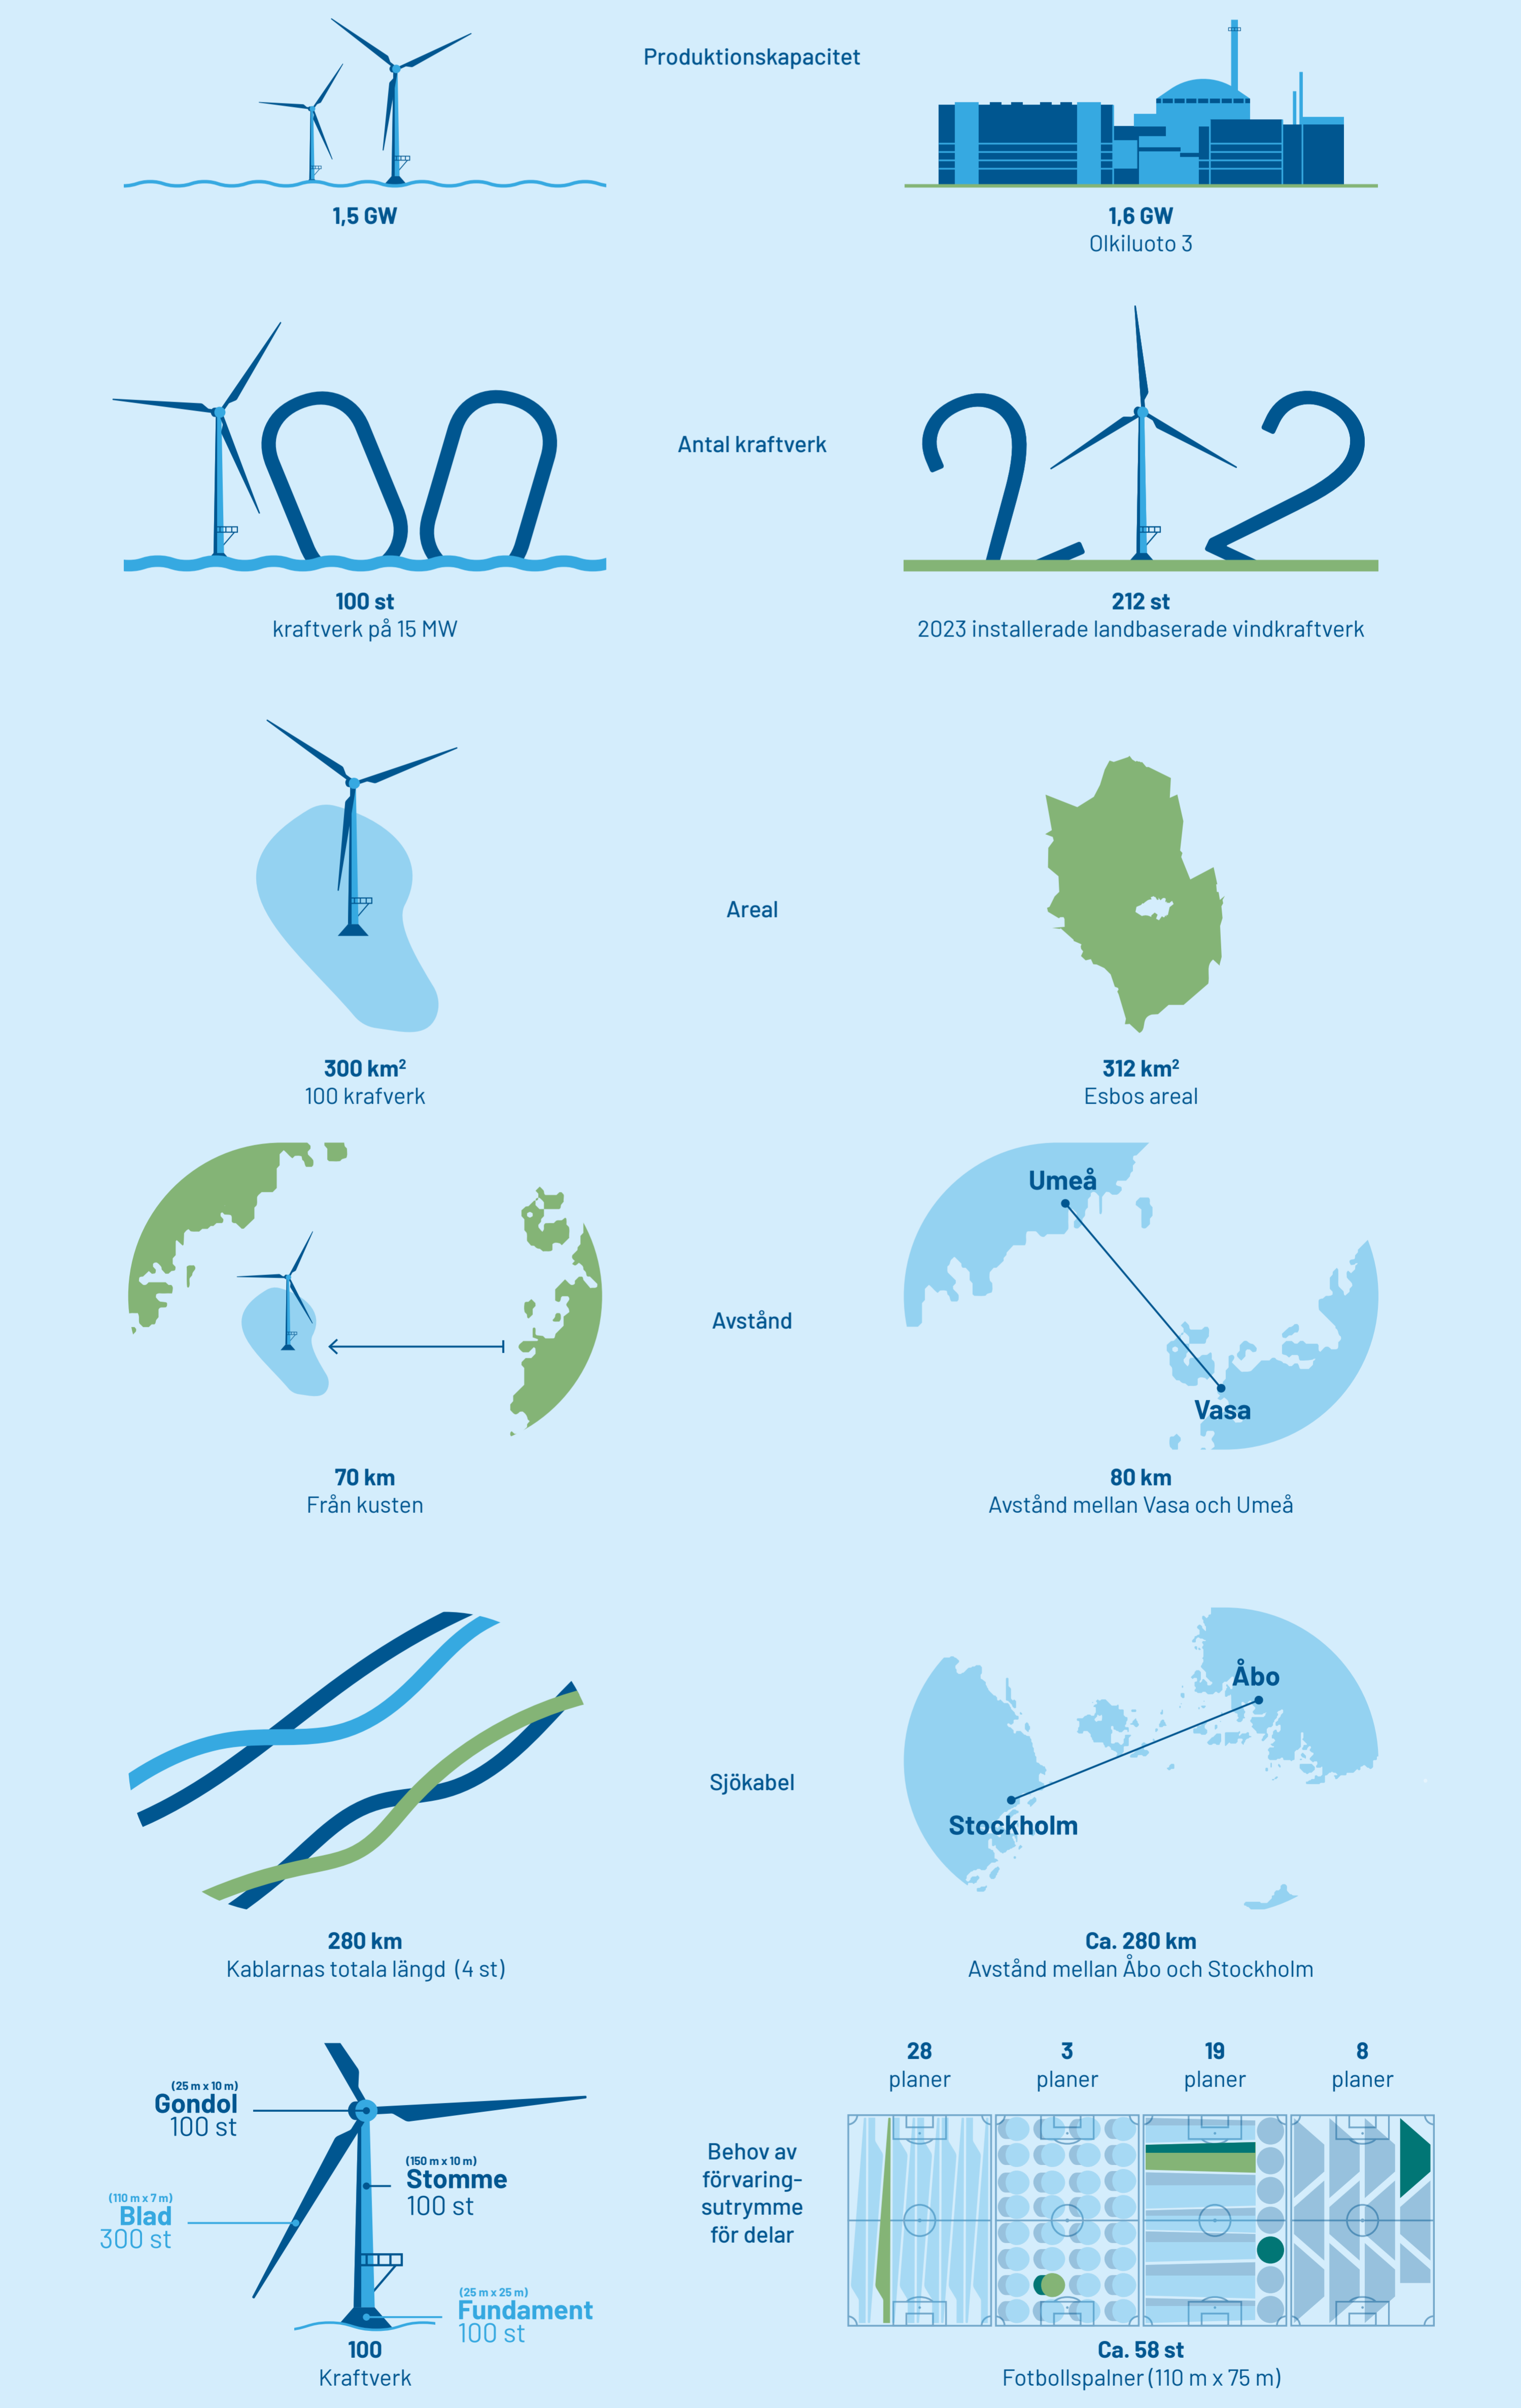 Produktionskapacitet
1,5 GW
1,6 GW
Olkiluoto 3
Antal kraftverk
100 st
kraftverk på 15 MW
212 st
2023 installerade landbaserade vindkraftverk
Areal
300 km²
100 krafverk
312 km²
Esbos areal
Avstånd
70 km
Från kusten
Umeå
Vasa
80 km
Avstånd mellan Vasa och Umeå
Sjökabel
280 km
Kablarnas totala längd (4 st)
Åbo
Stockholm
Ca. 280 km
Avstånd mellan Åbo och Stockholm
(25 m x 10 m)
Gondol
100 st
(150 m x 10 m)
Stomme
100 st
(110 m x 7 m)
Blad
300 st
(25 m x 25 m)
Fundament
100 st
100
Kraftverk
Behov av
förvaring-
sutrymme
för delar
28
planer
3
planer
19
planer
8
planer
Ca. 58 st
Fotbollspalner (110 m x 75 m)